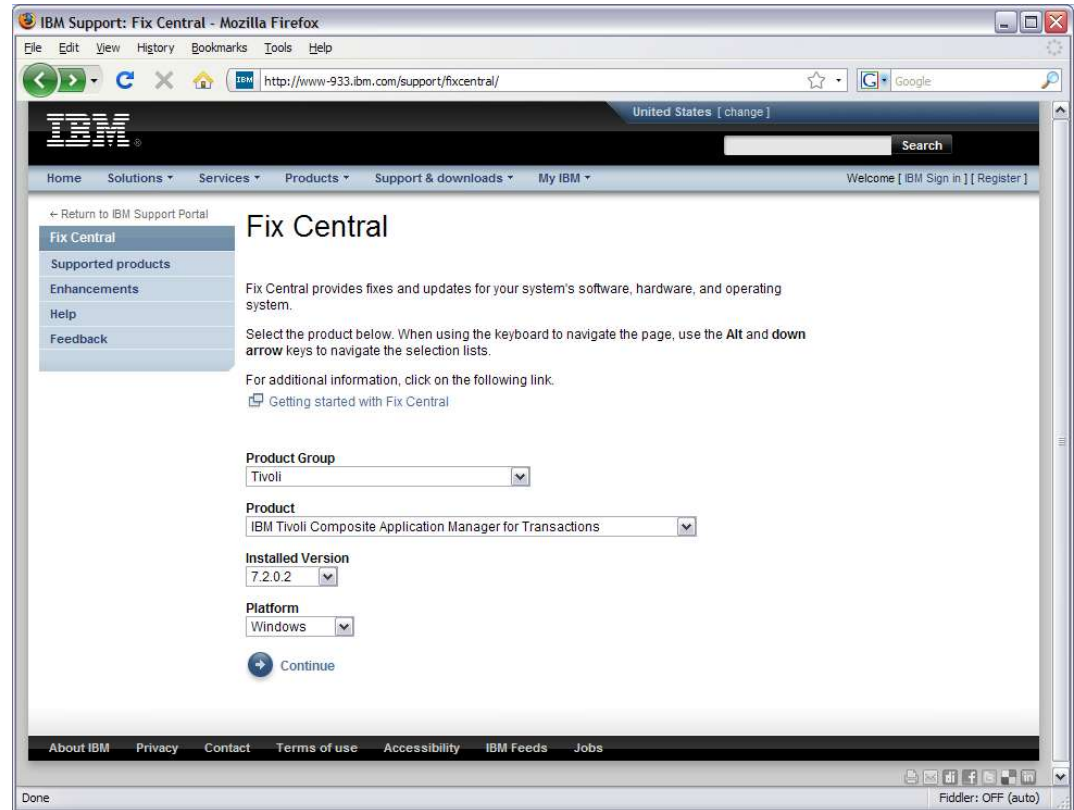 IBM Support: Fix Central - Mozilla Firefox
File Edit View History Bookmarks Tools Help
IBM http://www-933.ibm.com/support/fixcentral/ G Google
United States [ change ]
IBM®
Search
Home Solutions Services Products Support & downloads My IBM Welcome [ IBM Sign in ] [ Register ]
← Return to IBM Support Portal
Fix Central
Supported products
Enhancements
Help
Feedback
Fix Central
Fix Central provides fixes and updates for your system's software, hardware, and operating
system.
Select the product below. When using the keyboard to navigate the page, use the Alt and down
arrow keys to navigate the selection lists.
For additional information, click on the following link.
Getting started with Fix Central
Product Group
Tivoli
Product
IBM Tivoli Composite Application Manager for Transactions
Installed Version
7.2.0.2
Platform
Windows
Continue
About IBM Privacy Contact Terms of use Accessibility IBM Feeds Jobs
di f in
Done Fiddler: OFF (auto)